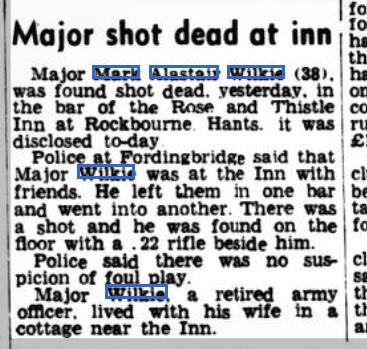 Major shot dead at inn
Major Mark Alastair Wilkie (38),
was found shot dead, yesterday, in
the bar of the Rose and Thistle
Inn at Rockbourne, Hants, it was
disclosed to-day.
Police at Fordingbridge said that
Major Wilkie was at the Inn with
friends. He left them in one bar
and went into another. There was
a shot and he was found on the
floor with a .22 rifle beside him.
Police said there was no sus-
picion of foul play.
Major Wilkie, a retired army
officer, lived with his wife in a
cottage near the Inn.